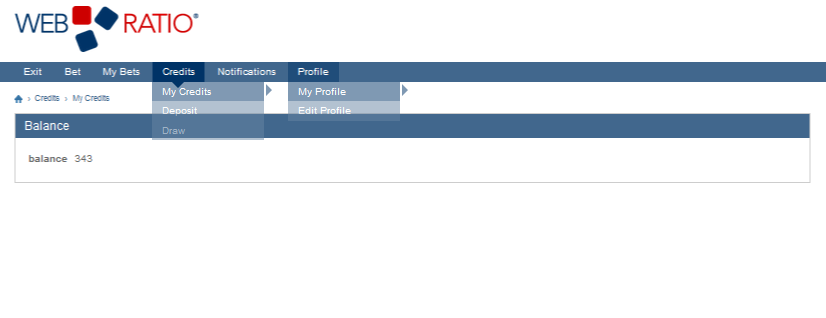 WEB RATIO®
Exit Bet My Bets Credits Notifications Profile
My Credits My Profile
› Credits › My Credits
Deposit Edit Profile
Balance
Draw
balance 343